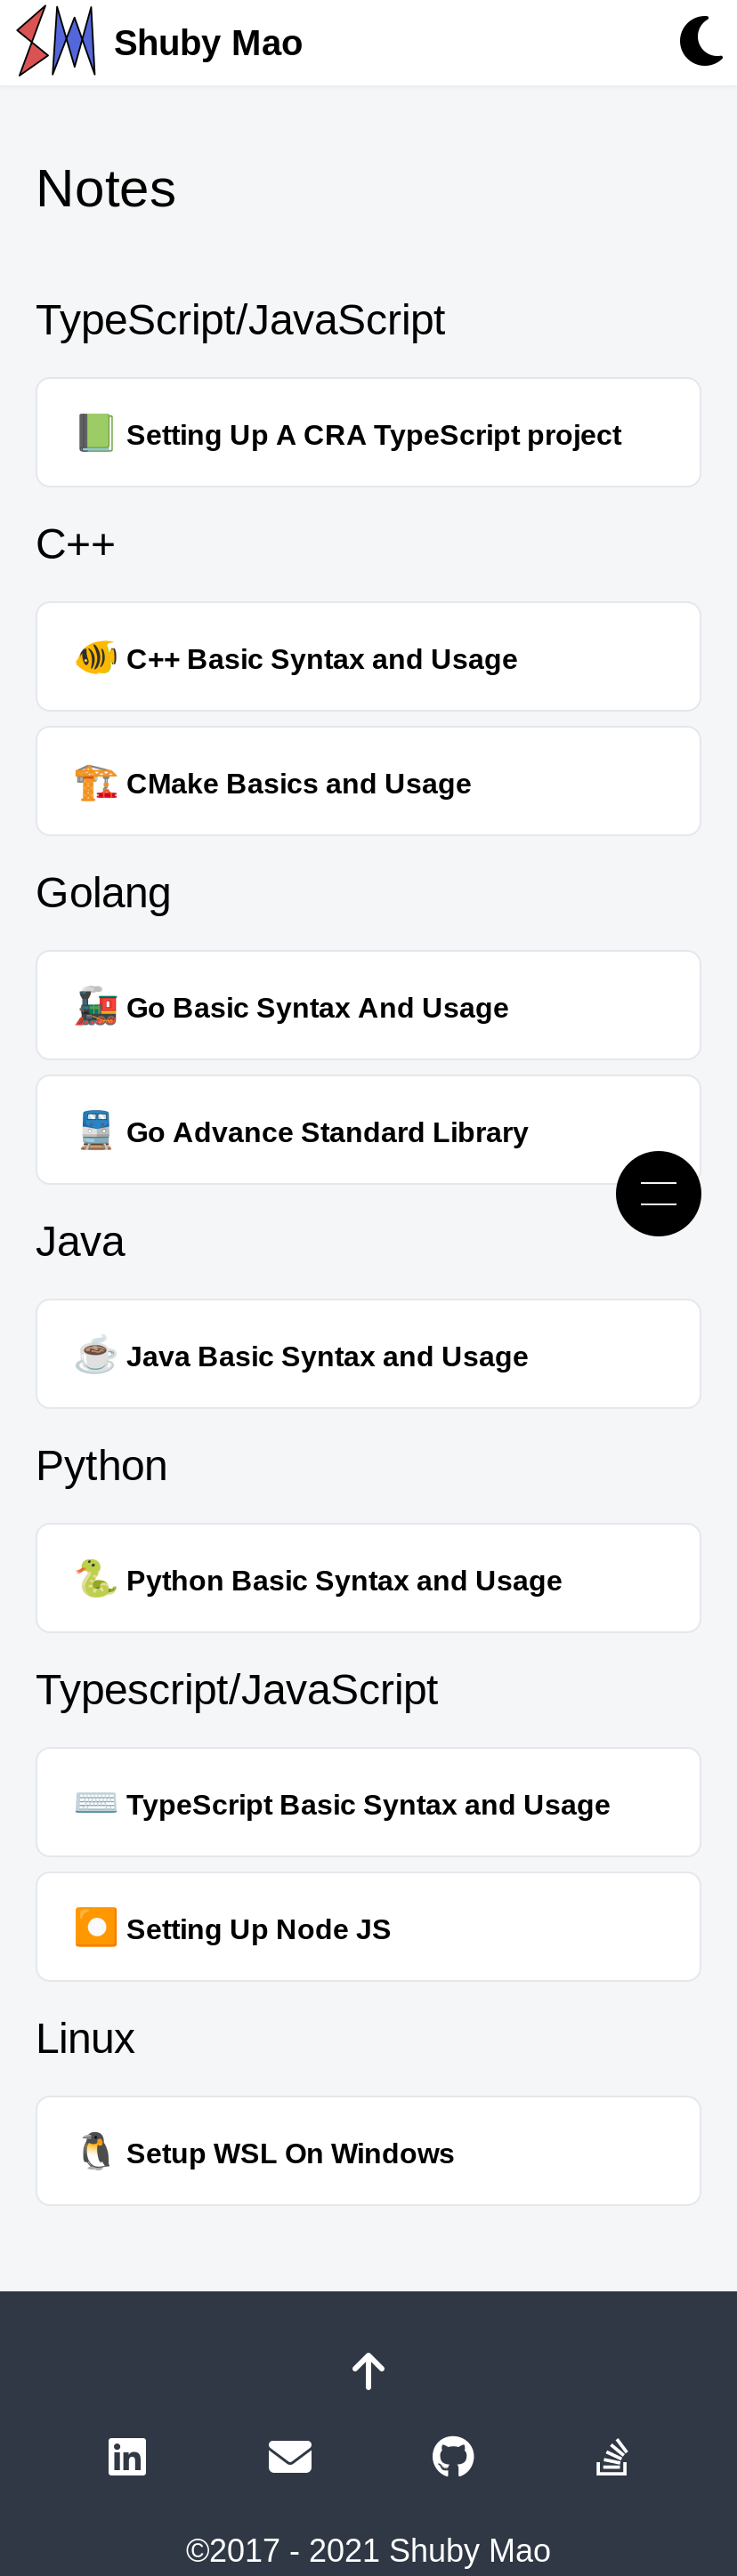 Shuby Mao
Notes
TypeScript/JavaScript
Setting Up A CRA TypeScript project
C++
C++ Basic Syntax and Usage
CMake Basics and Usage
Golang
Go Basic Syntax And Usage
Go Advance Standard Library
Java
Java Basic Syntax and Usage
Python
Python Basic Syntax and Usage
Typescript/JavaScript
TypeScript Basic Syntax and Usage
Setting Up Node JS
Linux
Setup WSL On Windows
©2017 - 2021 Shuby Mao